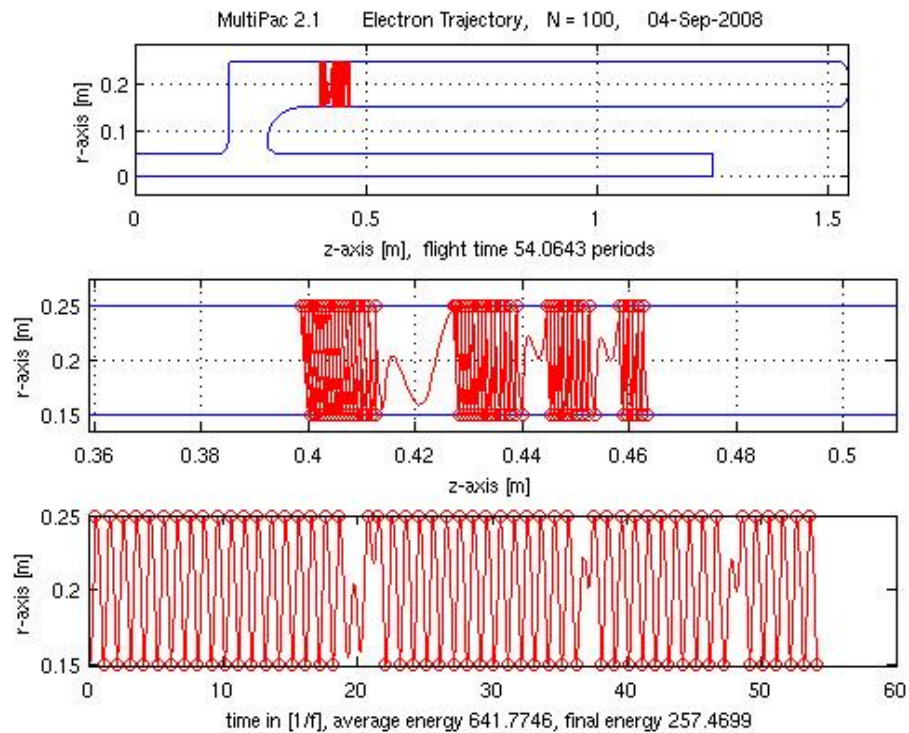 MultiPac 2.1 Electron Trajectory, N = 100, 04-Sep-2008
r-axis [m]
0.2
0.1
0
0 0.5 1 1.5
z-axis [m], flight time 54.0643 periods
r-axis [m]
0.25
0.2
0.15
0.36 0.38 0.4 0.42 0.44 0.46 0.48 0.5
z-axis [m]
r-axis [m]
0.25
0.2
0.15
0 10 20 30 40 50 60
time in [1/f], average energy 641.7746, final energy 257.4699